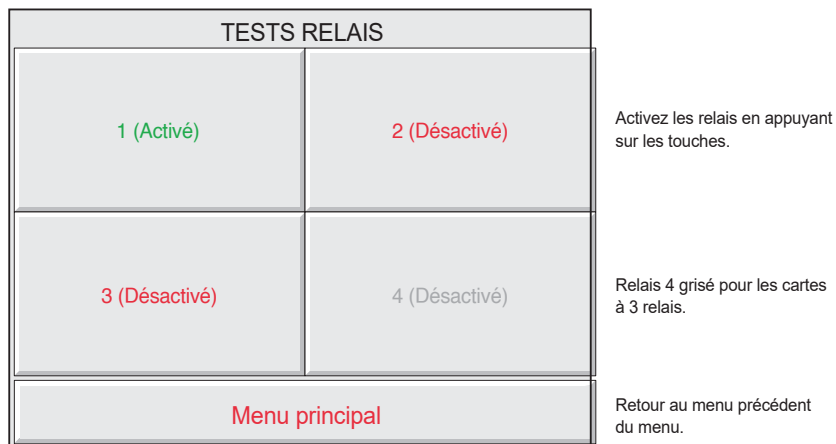 TESTS RELAIS
1 (Activé)
2 (Désactivé)
Activez les relais en appuyant
sur les touches.
3 (Désactivé)
4 (Désactivé)
Relais 4 grisé pour les cartes
à 3 relais.
Menu principal
Retour au menu précédent
du menu.